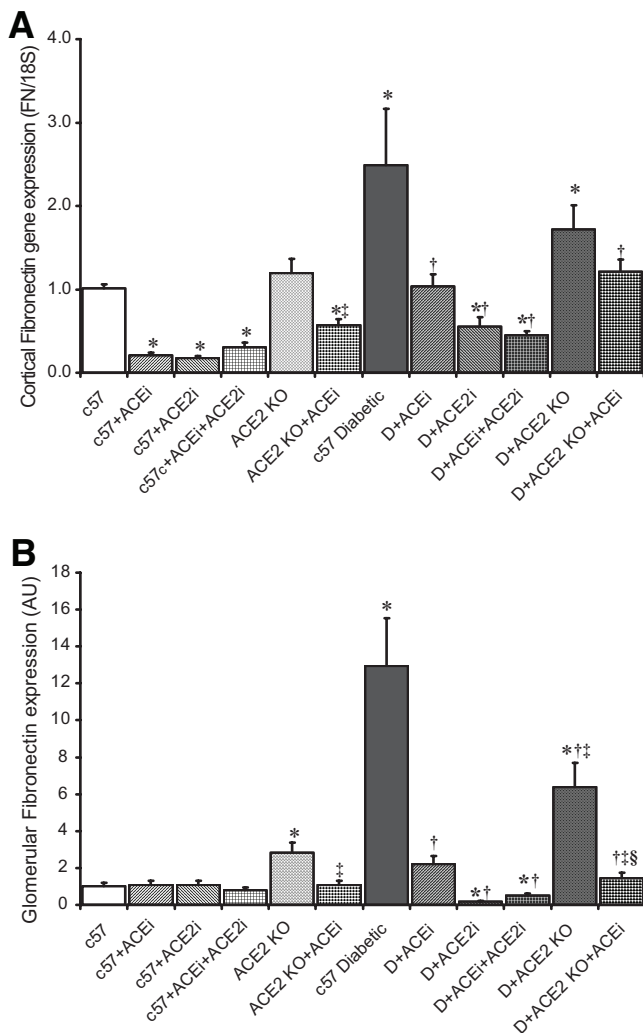 A
Cortical Fibronectin gene expression (FN/18S)
4.0
3.0
2.0
1.0
0.0
*
*
*
*‡
*
†
*†
*†
*
†
c57
c57+ACEi
c57+ACE2i
c57c+ACEi+ACE2i
ACE2 KO
ACE2 KO+ACEi
c57 Diabetic
D+ACEi
D+ACE2i
D+ACEi+ACE2i
D+ACE2 KO
D+ACE2 KO+ACEi
B
Glomerular Fibronectin expression (AU)
18
16
14
12
10
8
6
4
2
0
*
‡
*
†
*†
*†
*†‡
†‡§
c57
c57+ACEi
c57+ACE2i
c57+ACEi+ACE2i
ACE2 KO
ACE2 KO+ACEi
c57 Diabetic
D+ACEi
D+ACE2i
D+ACEi+ACE2i
D+ACE2 KO
D+ACE2 KO+ACEi